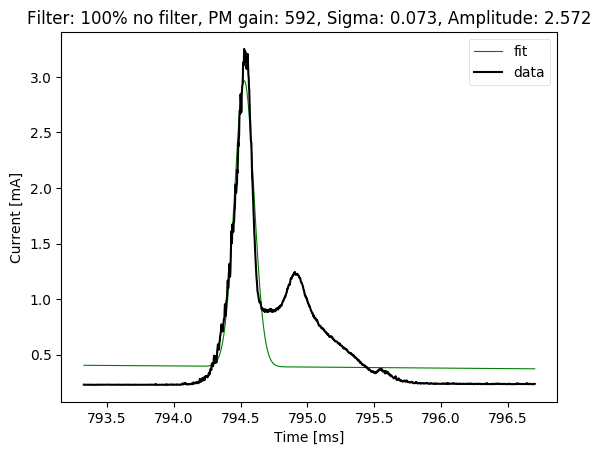 Filter: 100% no filter, PM gain: 592, Sigma: 0.073, Amplitude: 2.572
fit
data
3.0
2.5
2.0
1.5
1.0
0.5
Current [mA]
793.5 794.0 794.5 795.0 795.5 796.0 796.5
Time [ms]